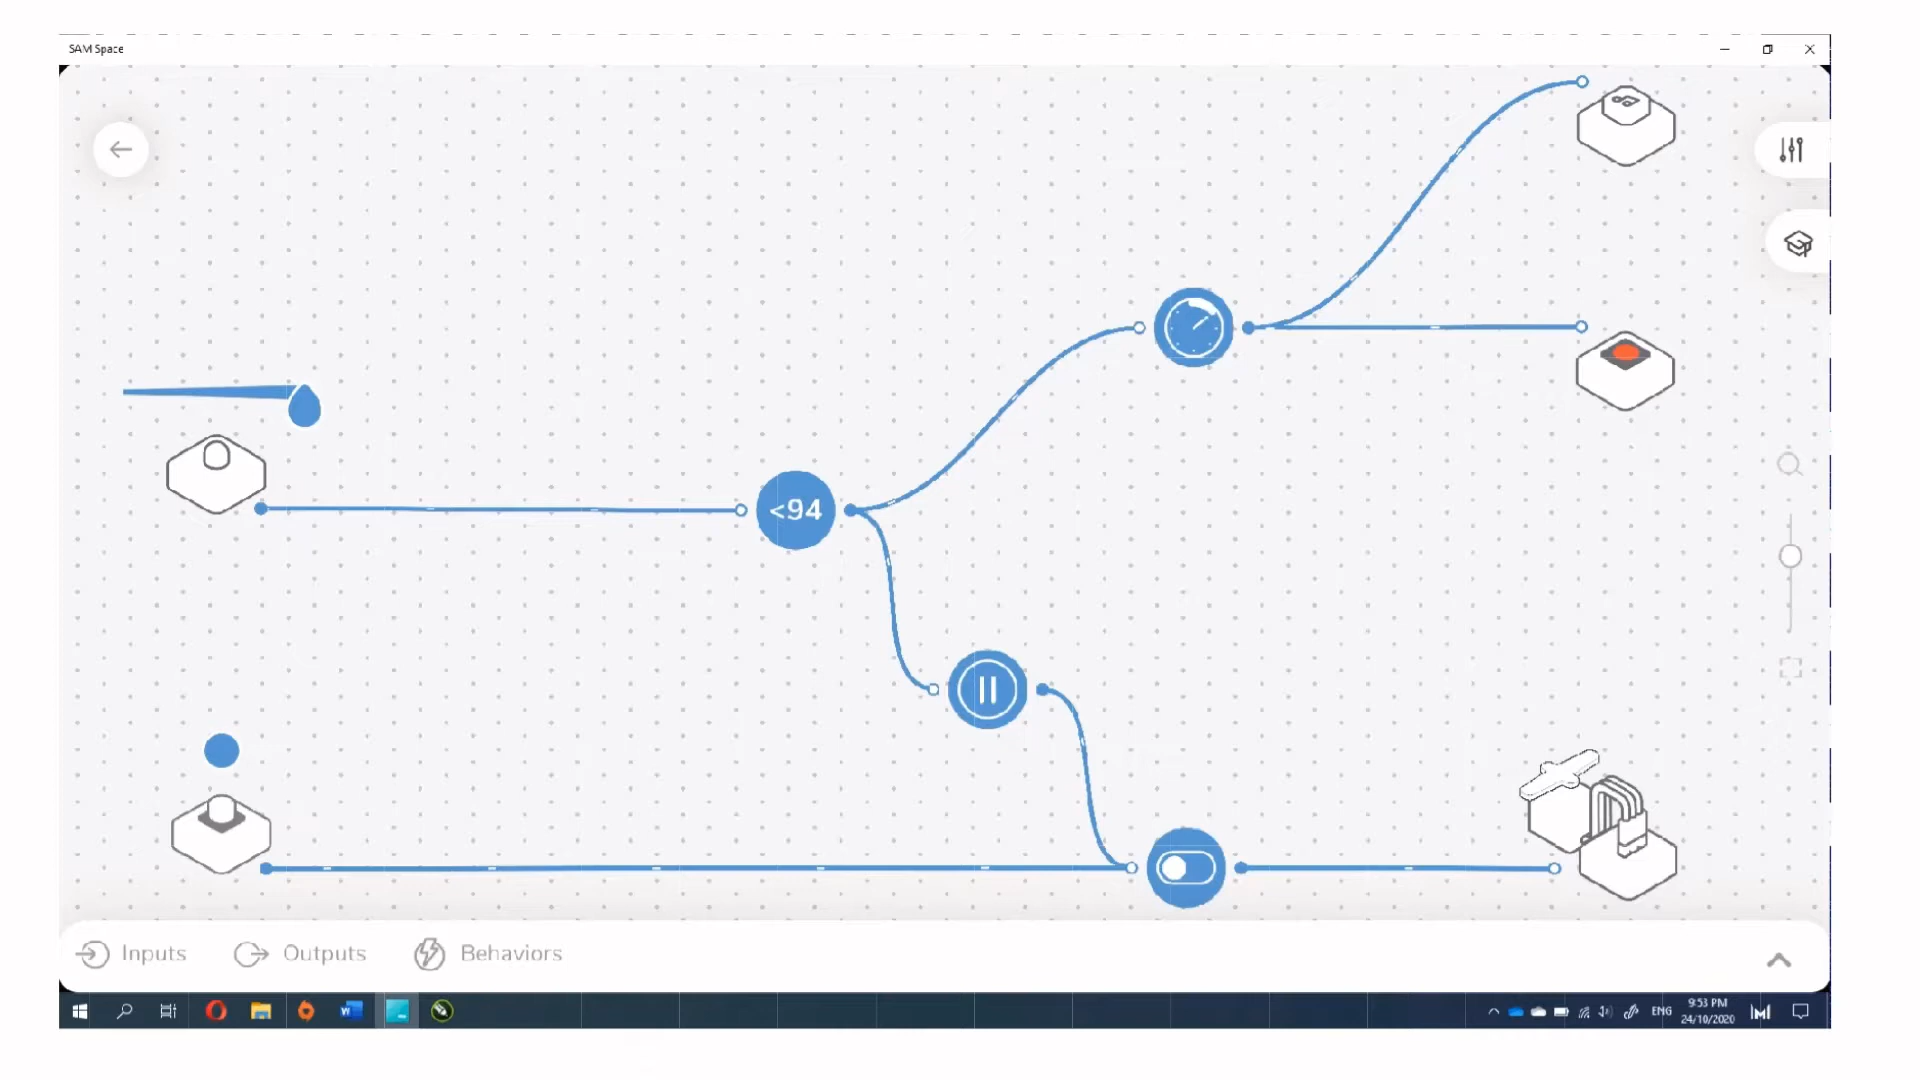 SAM Space
<94
Inputs
Outputs
Behaviors
ENG
9:53 PM
24/10/2020